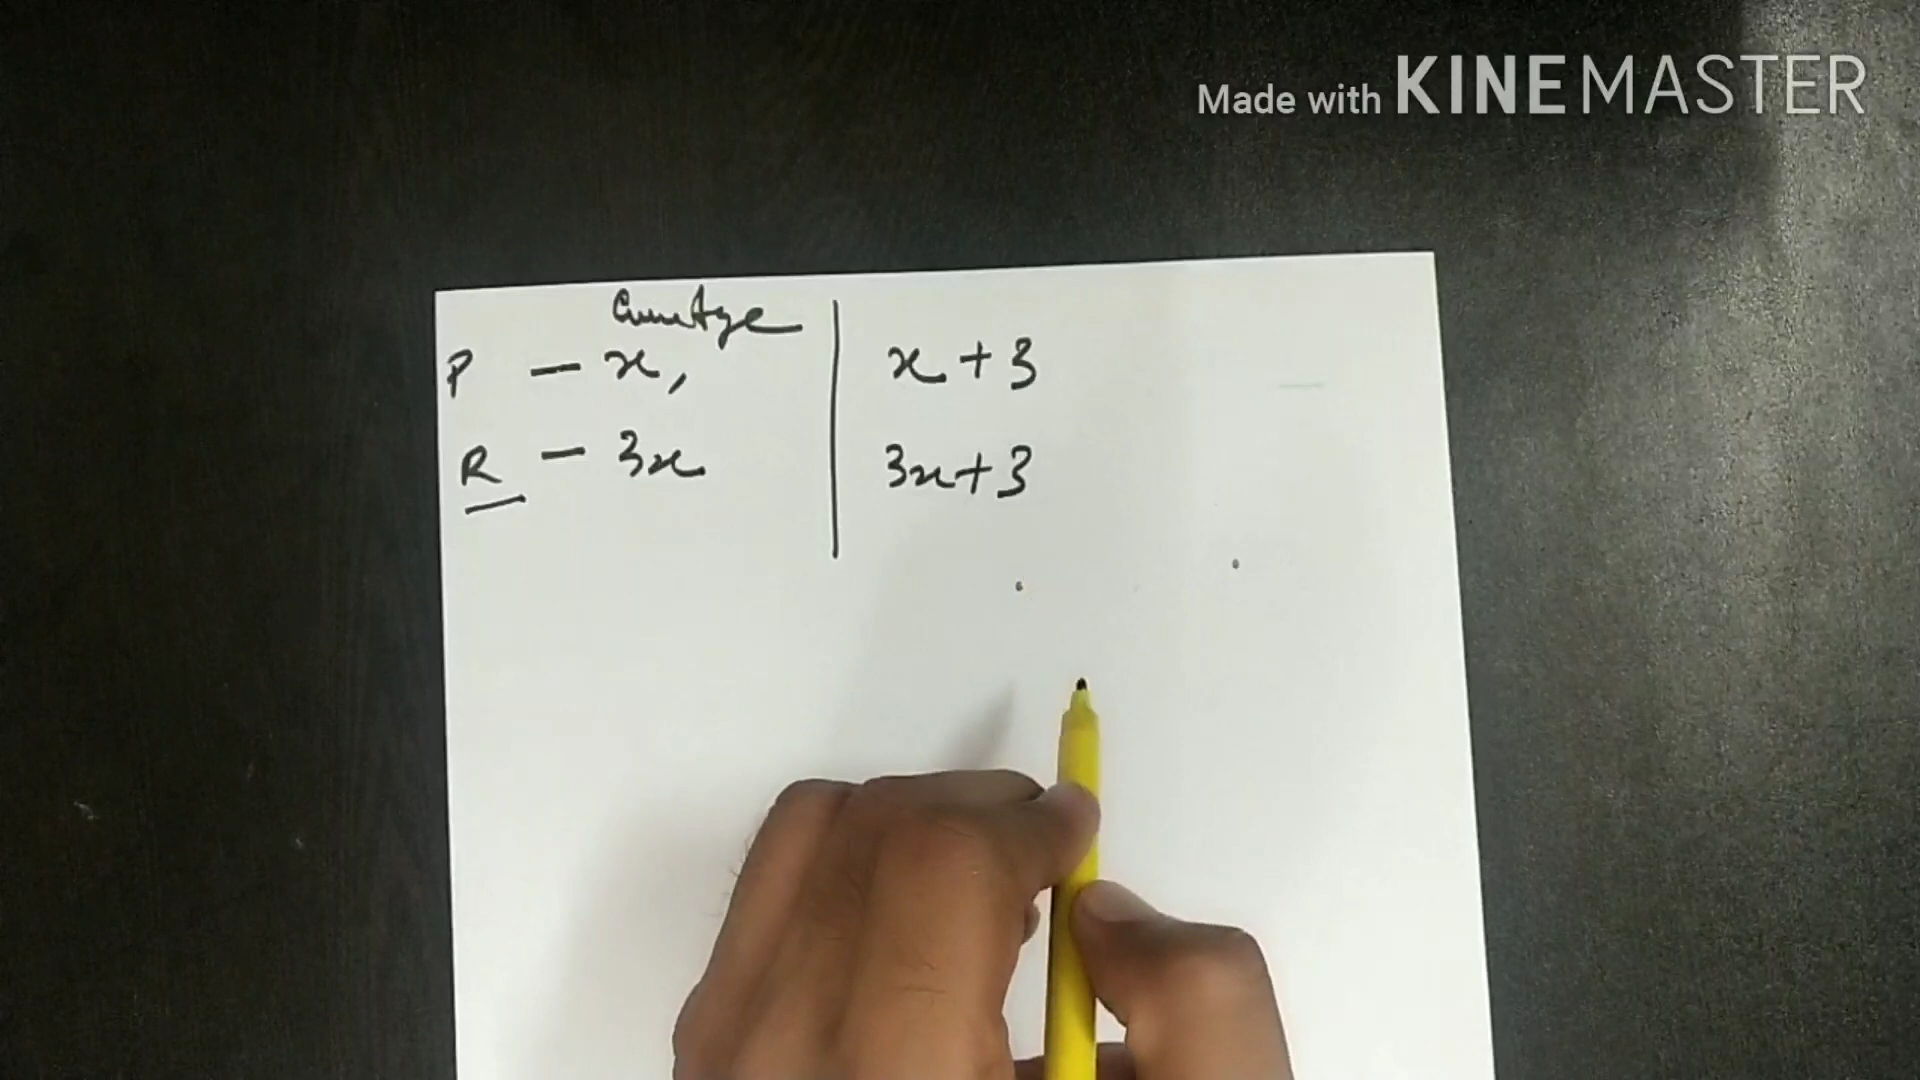 Made with KINEMASTER
Age
P - x, | x + 3
R - 3x | 3x + 3